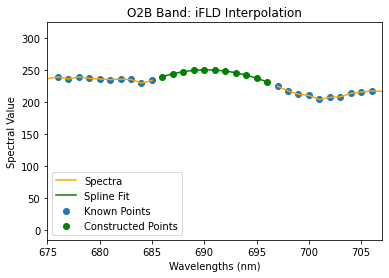 O2B Band: iFLD Interpolation
300
250
200
150
100
50
0
Spectral Value
Spectra
Spline Fit
Known Points
Constructed Points
675 680 685 690 695 700 705
Wavelengths (nm)